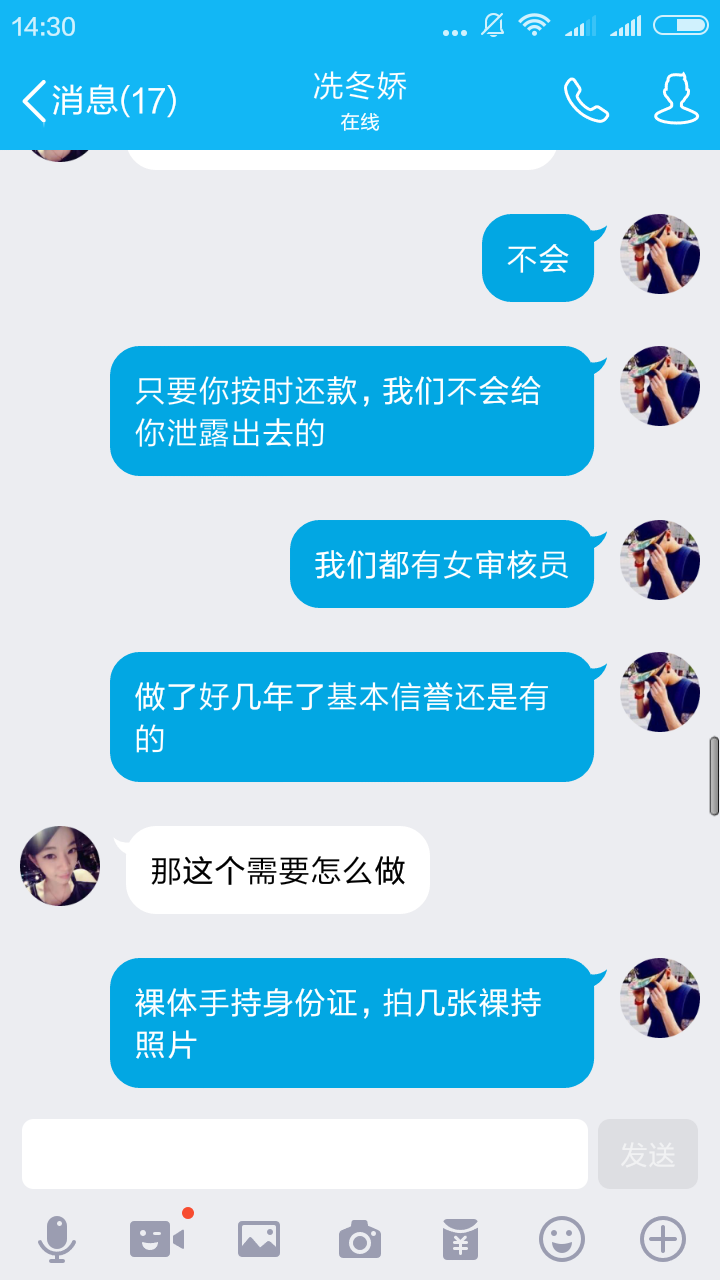 14:30
消息(17)
冼冬娇
在线
不会
只要你按时还款,我们不会给
你泄露出去的
我们都有女审核员
做了好几年了基本信誉还是有
的
那这个需要怎么做
裸体手持身份证,拍几张裸持
照片
发送